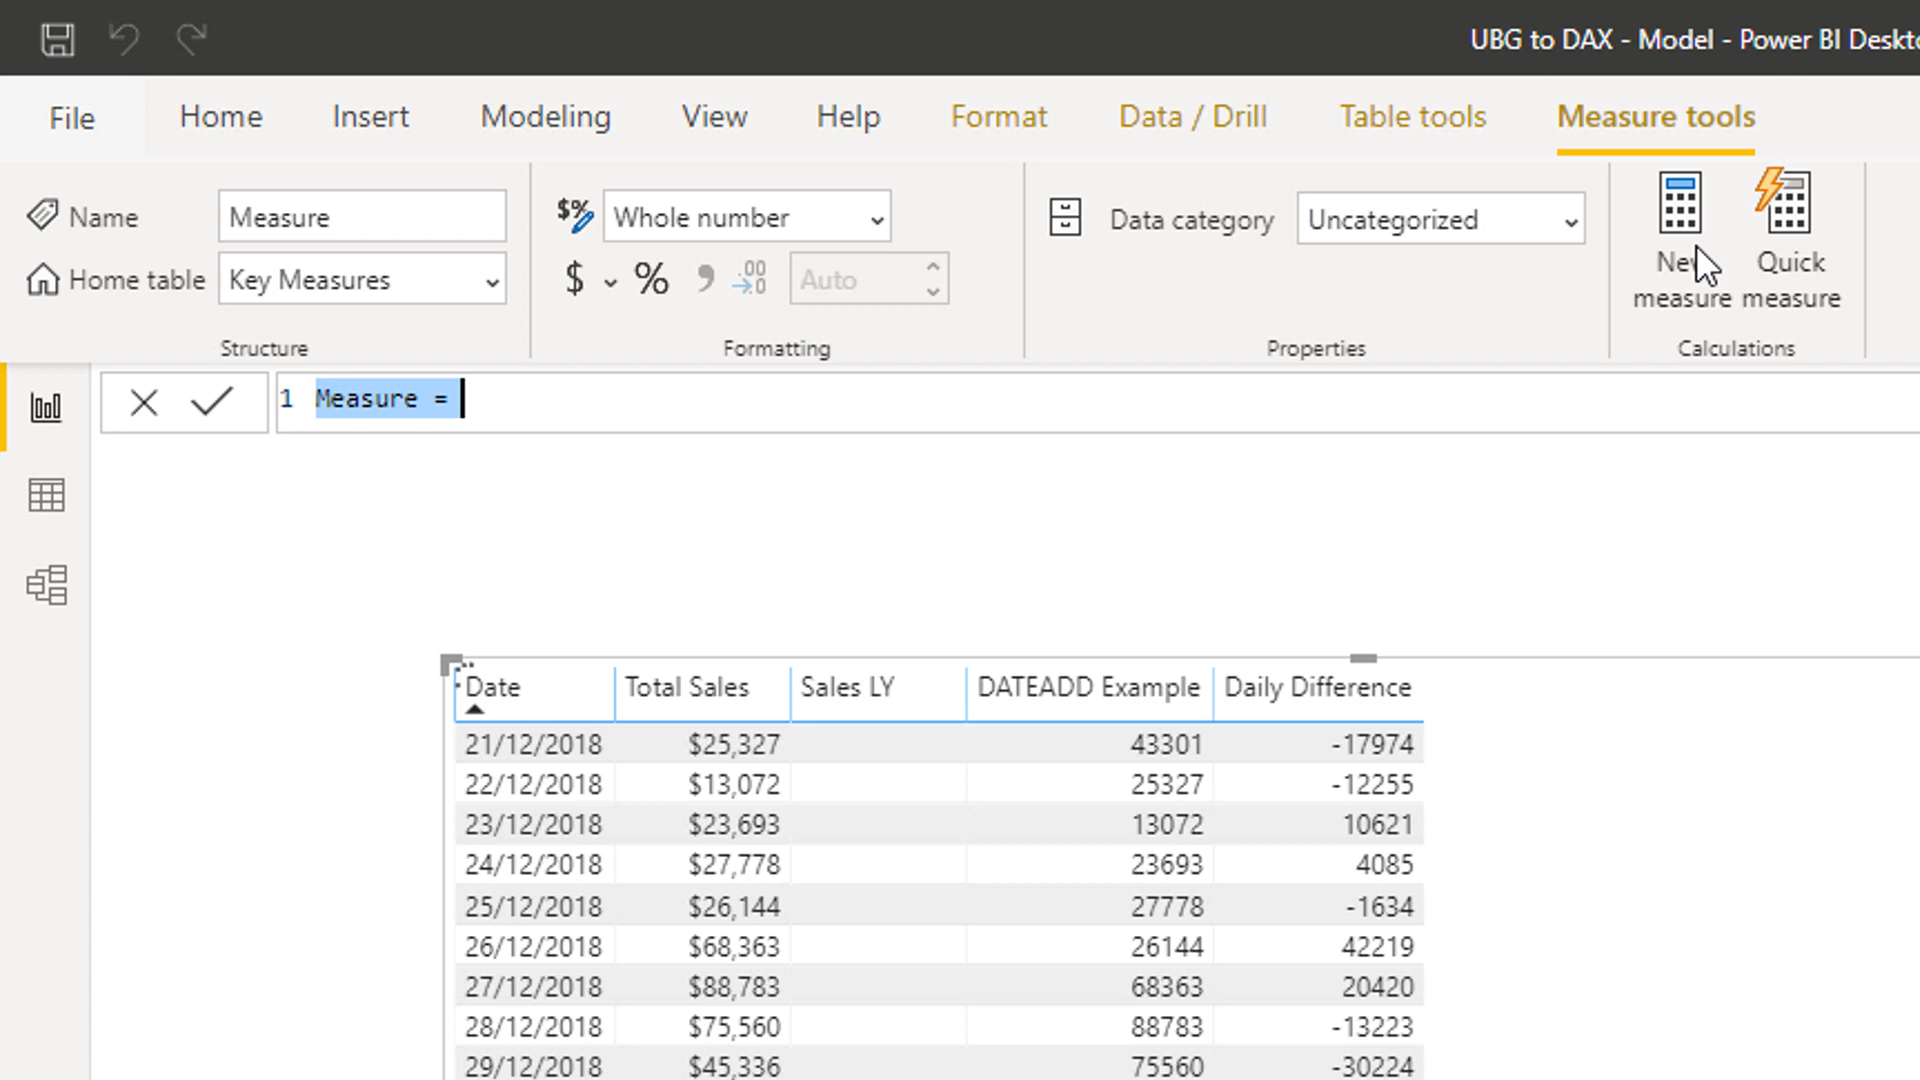 UBG to DAX - Model - Power BI Deskto
File Home Insert Modeling View Help Format Data / Drill Table tools Measure tools
Name Measure
Home table Key Measures
Structure
$% Whole number
$ % , .00 Auto
Formatting
Data category Uncategorized
Properties
New measure
Quick measure
Calculations
1 Measure =
Date Total Sales Sales LY DATEADD Example Daily Difference
21/12/2018 $25,327 43301 -17974
22/12/2018 $13,072 25327 -12255
23/12/2018 $23,693 13072 10621
24/12/2018 $27,778 23693 4085
25/12/2018 $26,144 27778 -1634
26/12/2018 $68,363 26144 42219
27/12/2018 $88,783 68363 20420
28/12/2018 $75,560 88783 -13223
29/12/2018 $45,336 75560 -30224